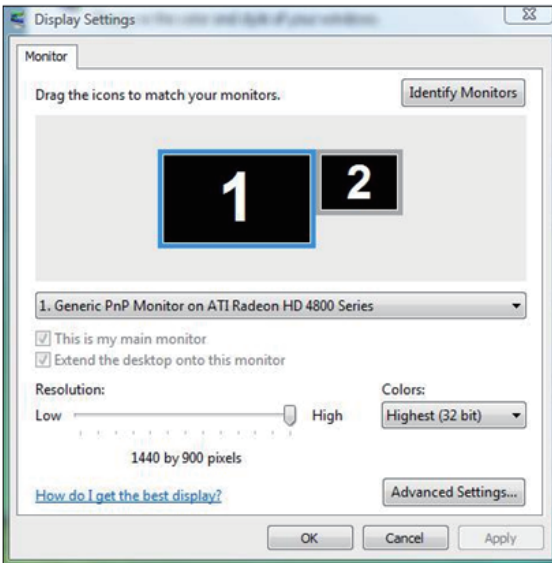 Display Settings
Monitor
Drag the icons to match your monitors.
Identify Monitors
1
2
1. Generic PnP Monitor on ATI Radeon HD 4800 Series
This is my main monitor
Extend the desktop onto this monitor
Resolution:
Colors:
Low
High
Highest (32 bit)
1440 by 900 pixels
How do I get the best display?
Advanced Settings...
OK
Cancel
Apply